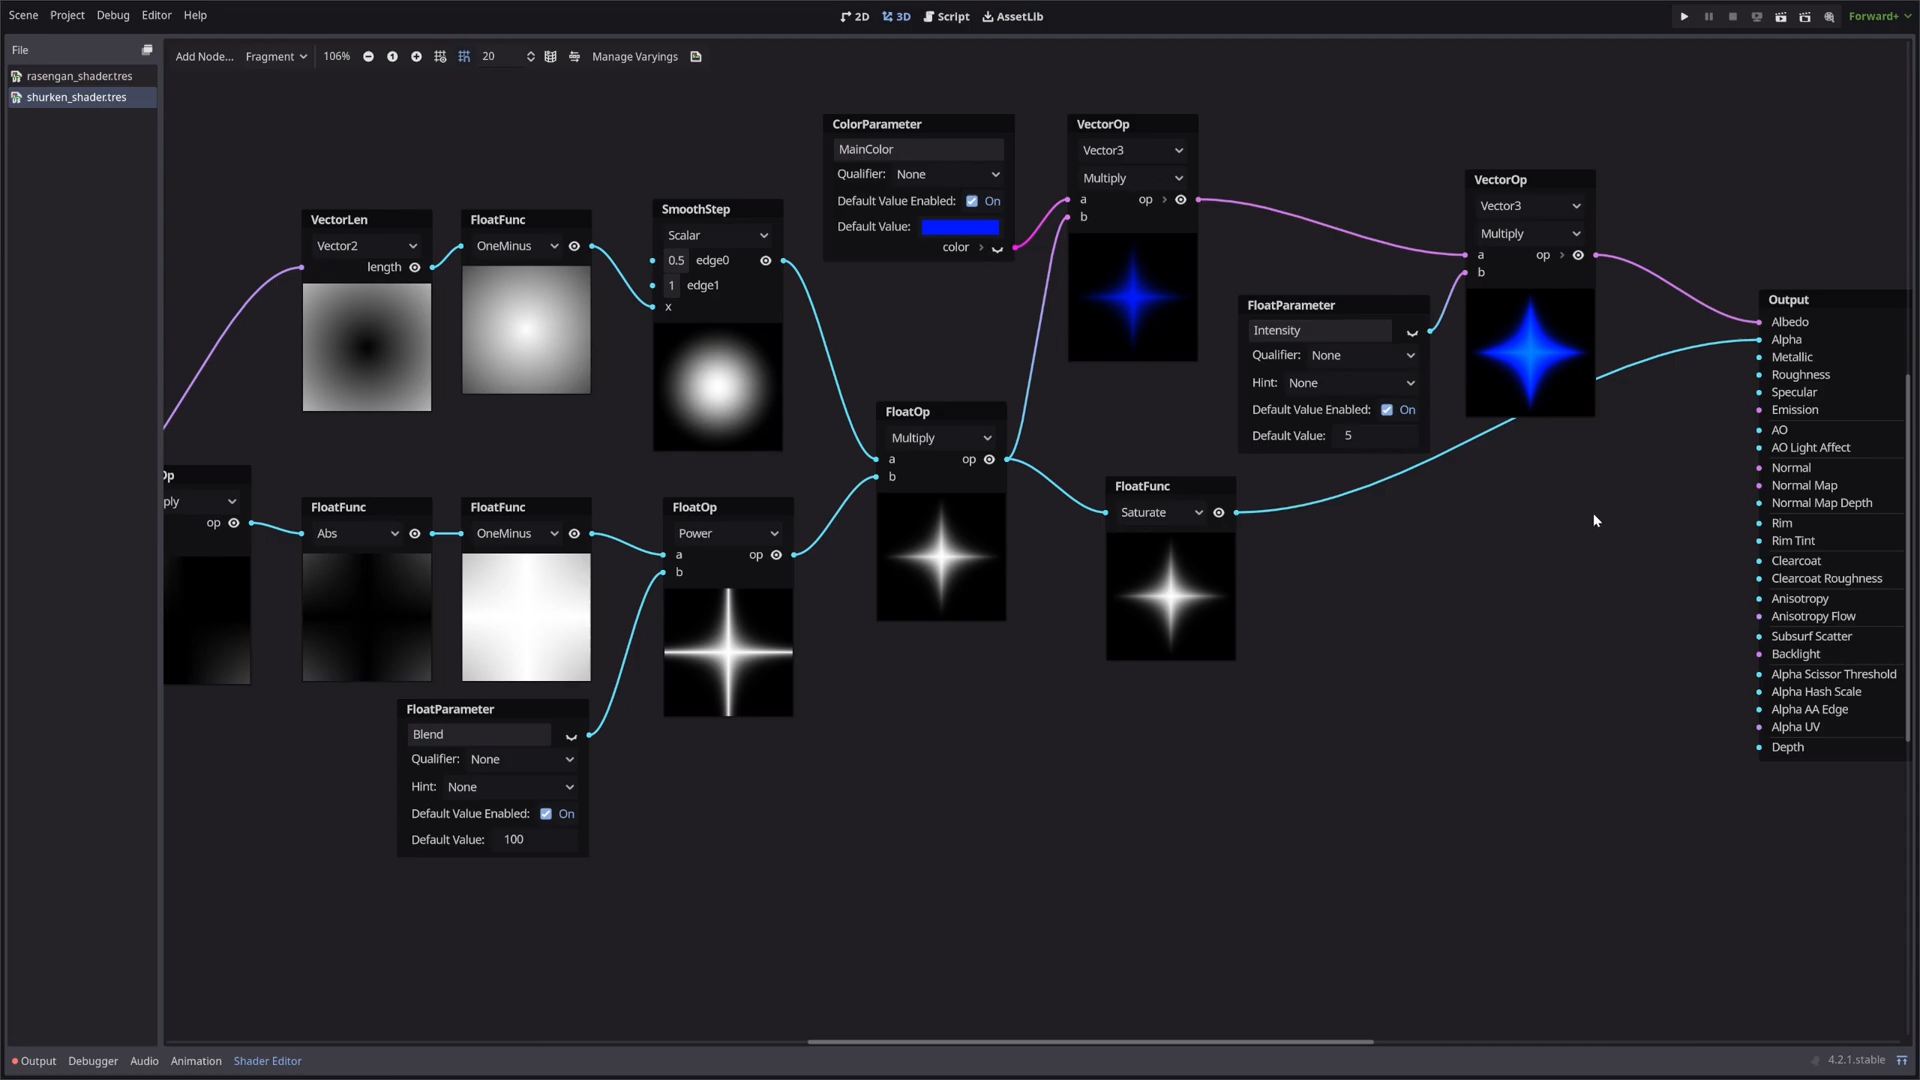 Scene Project Debug Editor Help
2D 3D Script AssetLib
Forward+
File
rasengan_shader.tres
shurken_shader.tres
Add Node... Fragment 106% 20 Manage Varyings
VectorLen
Vector2
length
FloatFunc
OneMinus
SmoothStep
Scalar
0.5 edge0
1 edge1
x
ColorParameter
MainColor
Qualifier: None
Default Value Enabled: On
Default Value:
color
VectorOp
Vector3
Multiply
a op
b
FloatParameter
Intensity
Qualifier: None
Hint: None
Default Value Enabled: On
Default Value: 5
VectorOp
Vector3
Multiply
a op
b
Op
ply
op
FloatFunc
Abs
FloatFunc
OneMinus
FloatOp
Power
a op
b
FloatOp
Multiply
a op
b
FloatFunc
Saturate
FloatParameter
Blend
Qualifier: None
Hint: None
Default Value Enabled: On
Default Value: 100
Output
Albedo
Alpha
Metallic
Roughness
Specular
Emission
AO
AO Light Affect
Normal
Normal Map
Normal Map Depth
Rim
Rim Tint
Clearcoat
Clearcoat Roughness
Anisotropy
Anisotropy Flow
Subsurf Scatter
Backlight
Alpha Scissor Threshold
Alpha Hash Scale
Alpha AA Edge
Alpha UV
Depth
Output Debugger Audio Animation Shader Editor
4.2.1.stable